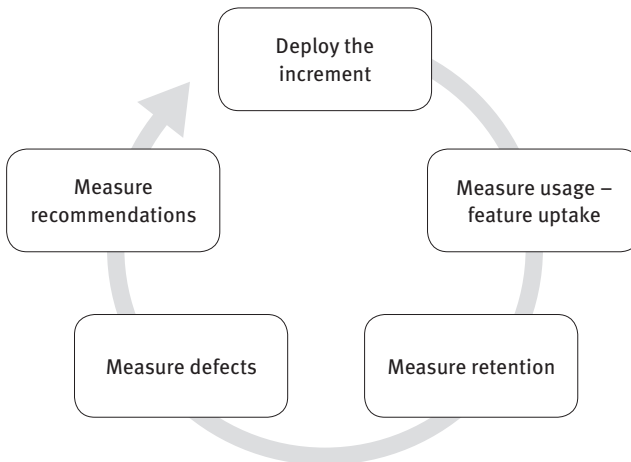 Deploy the
increment
Measure usage –
feature uptake
Measure retention
Measure defects
Measure
recommendations